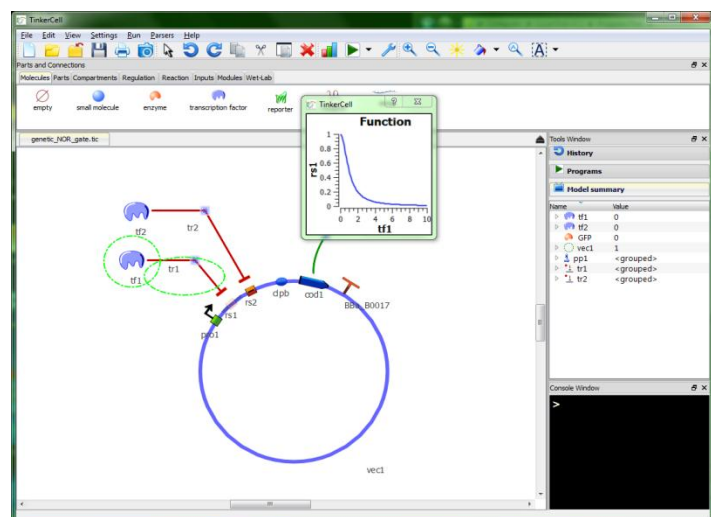 TinkerCell
File Edit View Settings Run Parsers Help
Parts and Connections
Molecules Parts Compartments Regulation Reaction Inputs Modules Wet-Lab
empty small molecule enzyme transcription factor reporter
genetic_NOR_gate.tic
TinkerCell
Function
rs1
1
0.8
0.6
0.4
0.2
0
0 2 4 6 8 10
tf1
tf2
tr2
tf1
tr1
rs1
rs2
pro1
cod1
vec1
Tools Window
History
Programs
Model summary
Name Value
tf1 0
tf2 0
GFP 0
vec1 1
pp1 <grouped>
tr1 <grouped>
tr2 <grouped>
Console Window
>